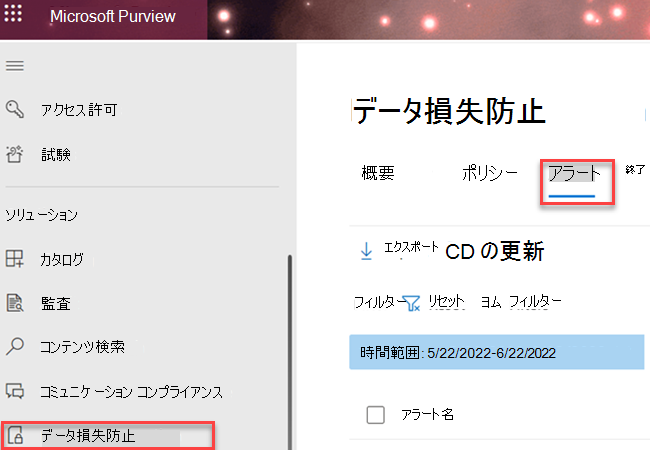 Microsoft Purview
アクセス許可
試験
ソリューション
カタログ
監査
コンテンツ検索
コミュニケーション コンプライアンス
データ損失防止
データ損失防止
概要 ポリシー アラート 終了
エクスポート CD の更新
フィルター リセット ヨム フィルター
時間範囲: 5/22/2022-6/22/2022
アラート名